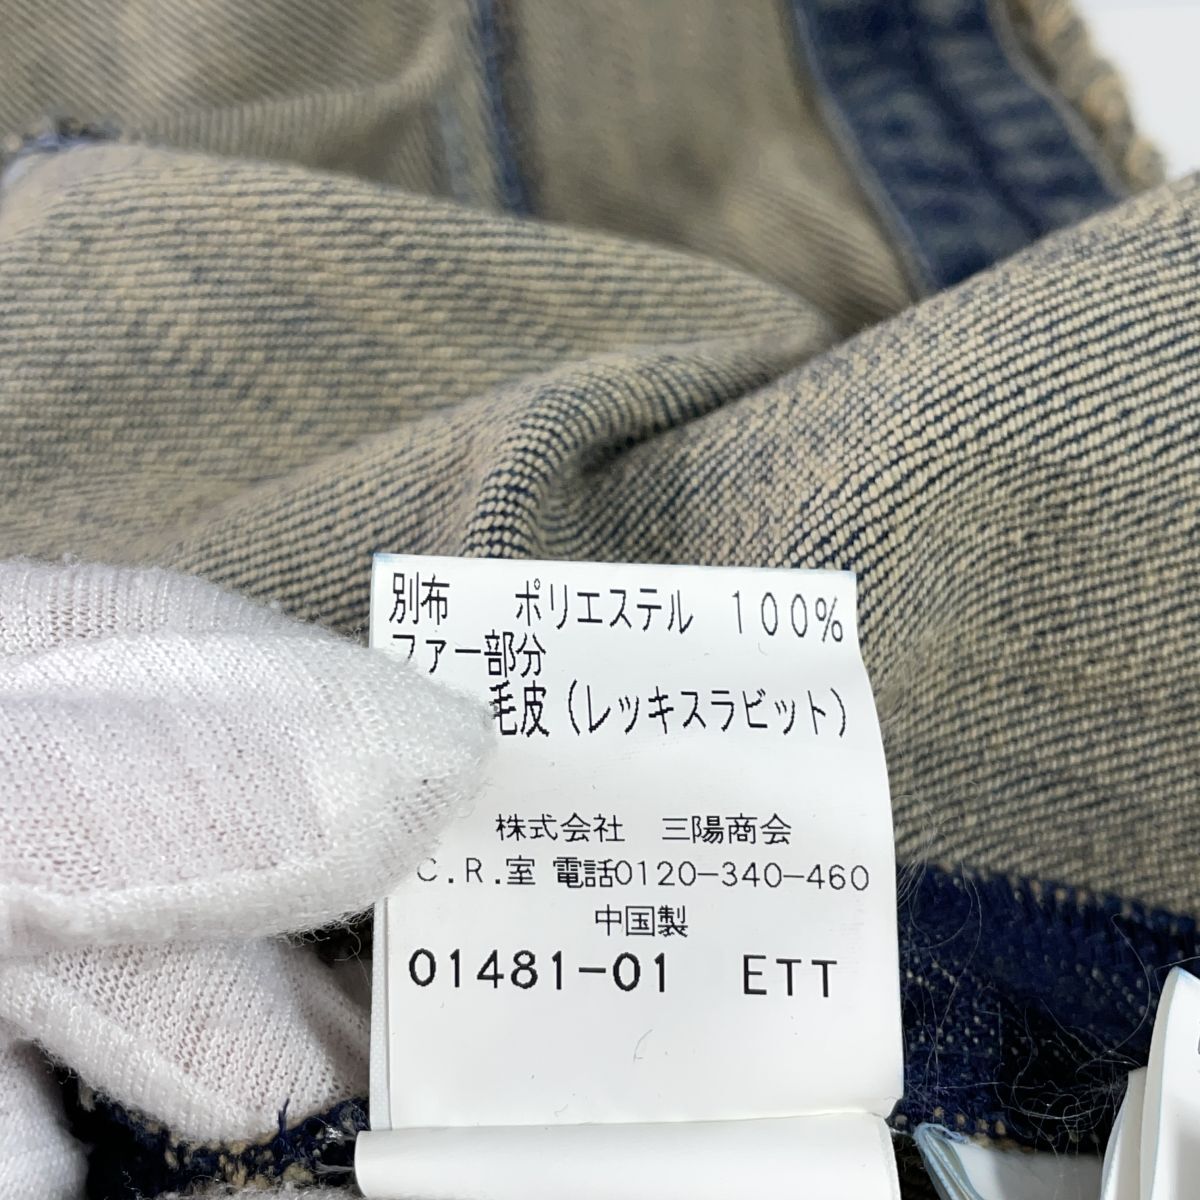 別布　ポリエステル　100%
ファー部分
毛皮(レッキスラビット)
株式会社　三陽商会
C.R.室 電話0120-340-460
中国製
01481-01　ETT